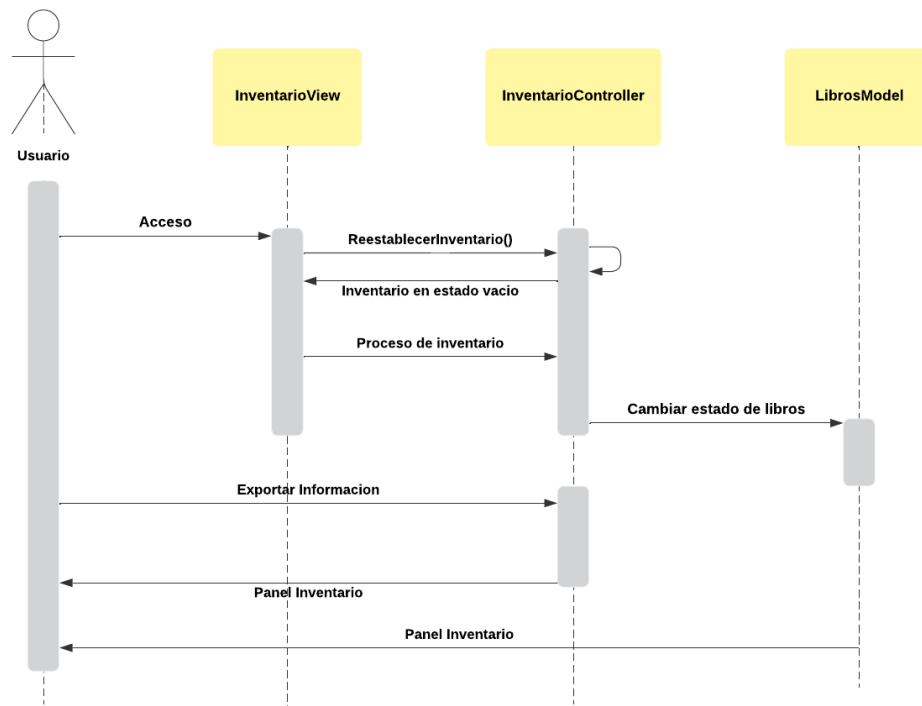 InventarioView
InventarioController
LibrosModel
Usuario
Acceso
ReestablecerInventario()
Inventario en estado vacio
Proceso de inventario
Cambiar estado de libros
Exportar Informacion
Panel Inventario
Panel Inventario